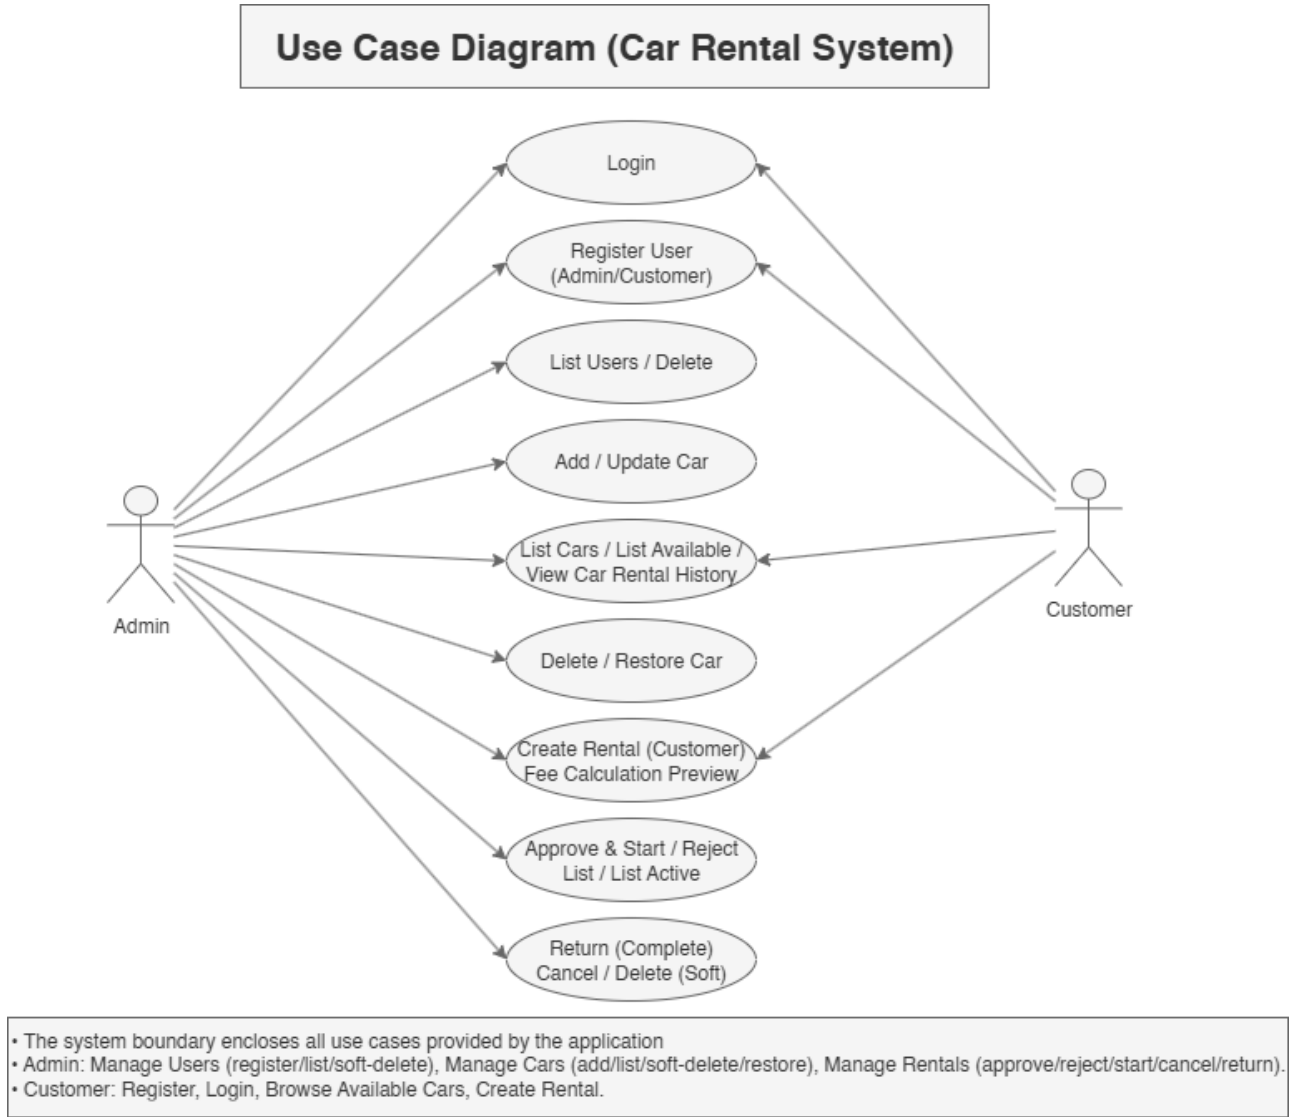 Use Case Diagram (Car Rental System)
Login
Register User
(Admin/Customer)
List Users / Delete
Add / Update Car
List Cars / List Available /
View Car Rental History
Delete / Restore Car
Create Rental (Customer)
Fee Calculation Preview
Approve & Start / Reject
List / List Active
Return (Complete)
Cancel / Delete (Soft)
Admin
Customer
• The system boundary encloses all use cases provided by the application
• Admin: Manage Users (register/list/soft-delete), Manage Cars (add/list/soft-delete/restore), Manage Rentals (approve/reject/start/cancel/return).
• Customer: Register, Login, Browse Available Cars, Create Rental.